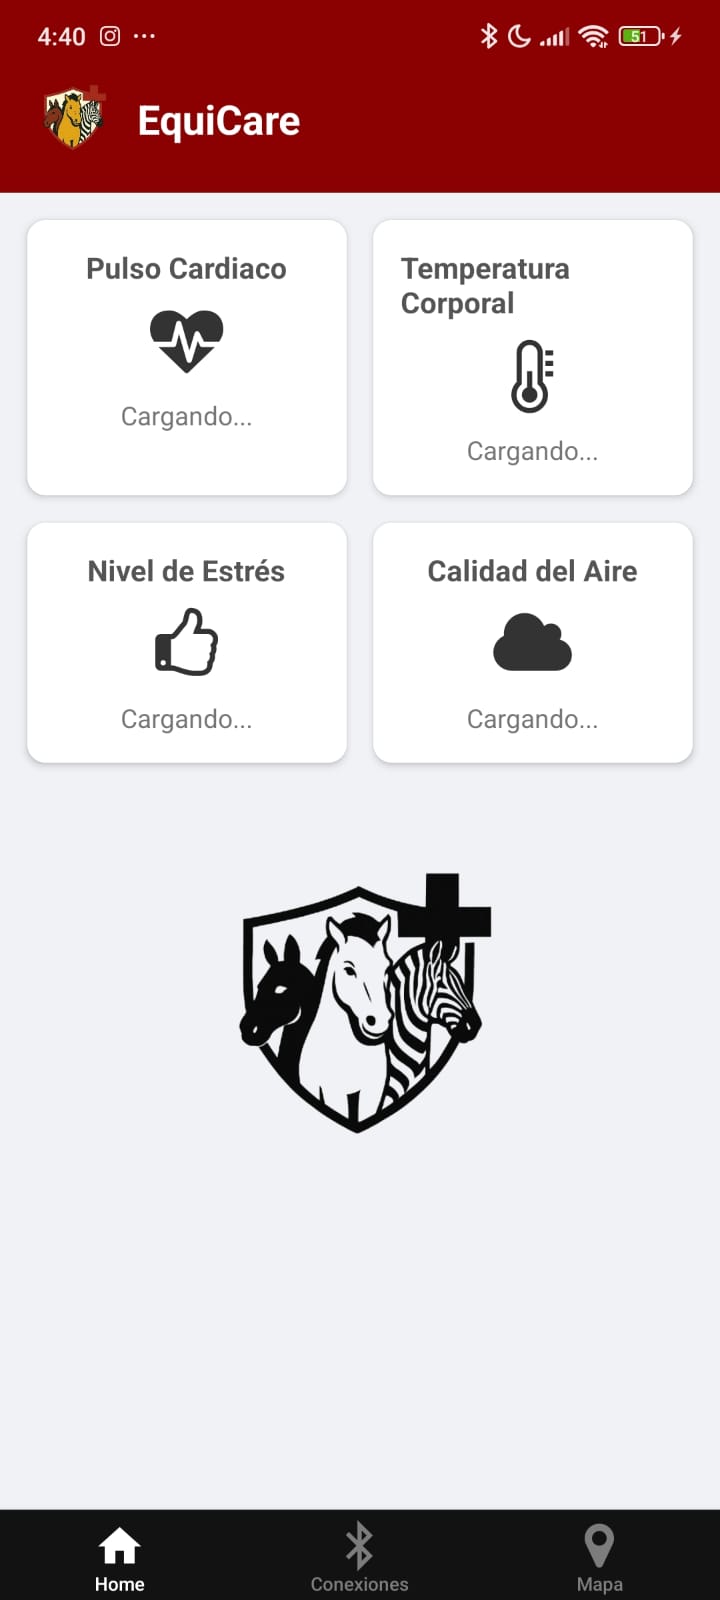 4:40
51
EquiCare
Pulso Cardiaco
Cargando...
Temperatura
Corporal
Cargando...
Nivel de Estrés
Cargando...
Calidad del Aire
Cargando...
Home
Conexiones
Mapa